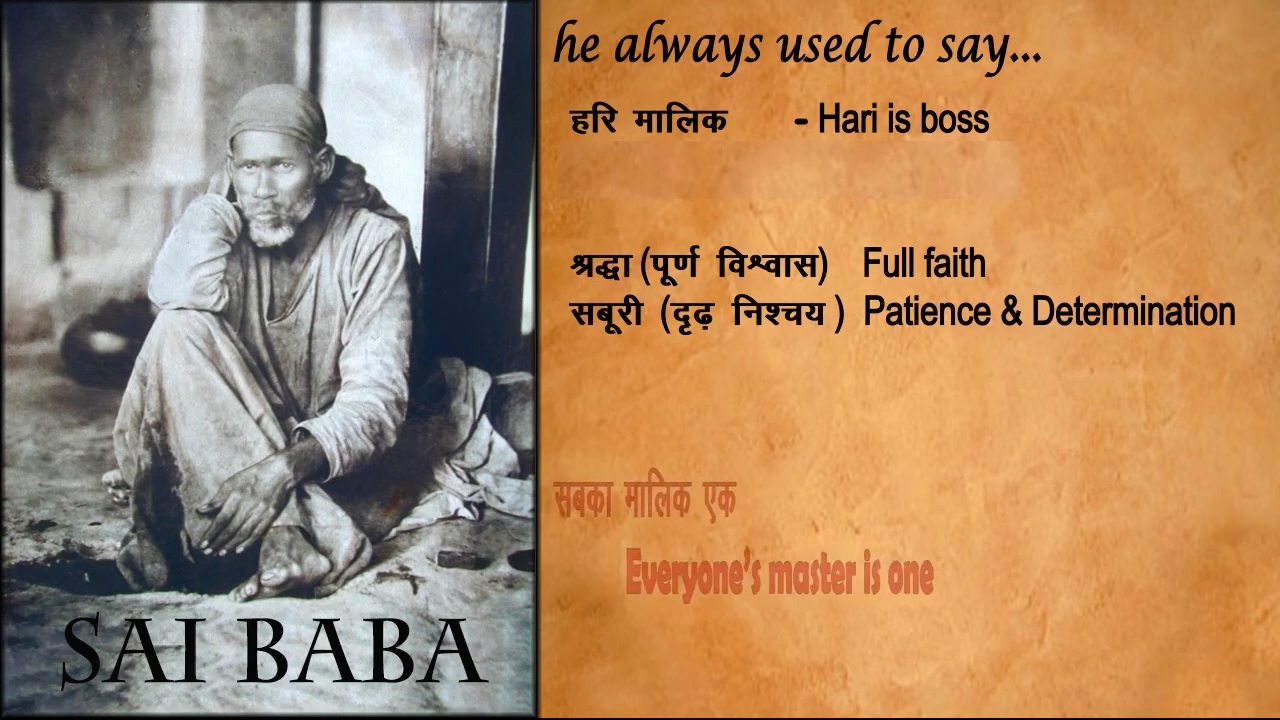 he always used to say...
हरि मालिक - Hari is boss
श्रद्धा (पूर्ण विश्वास) Full faith
सबूरी (दृढ़ निश्चय ) Patience & Determination
सबका मालिक एक
Everyone's master is one
SAI BABA